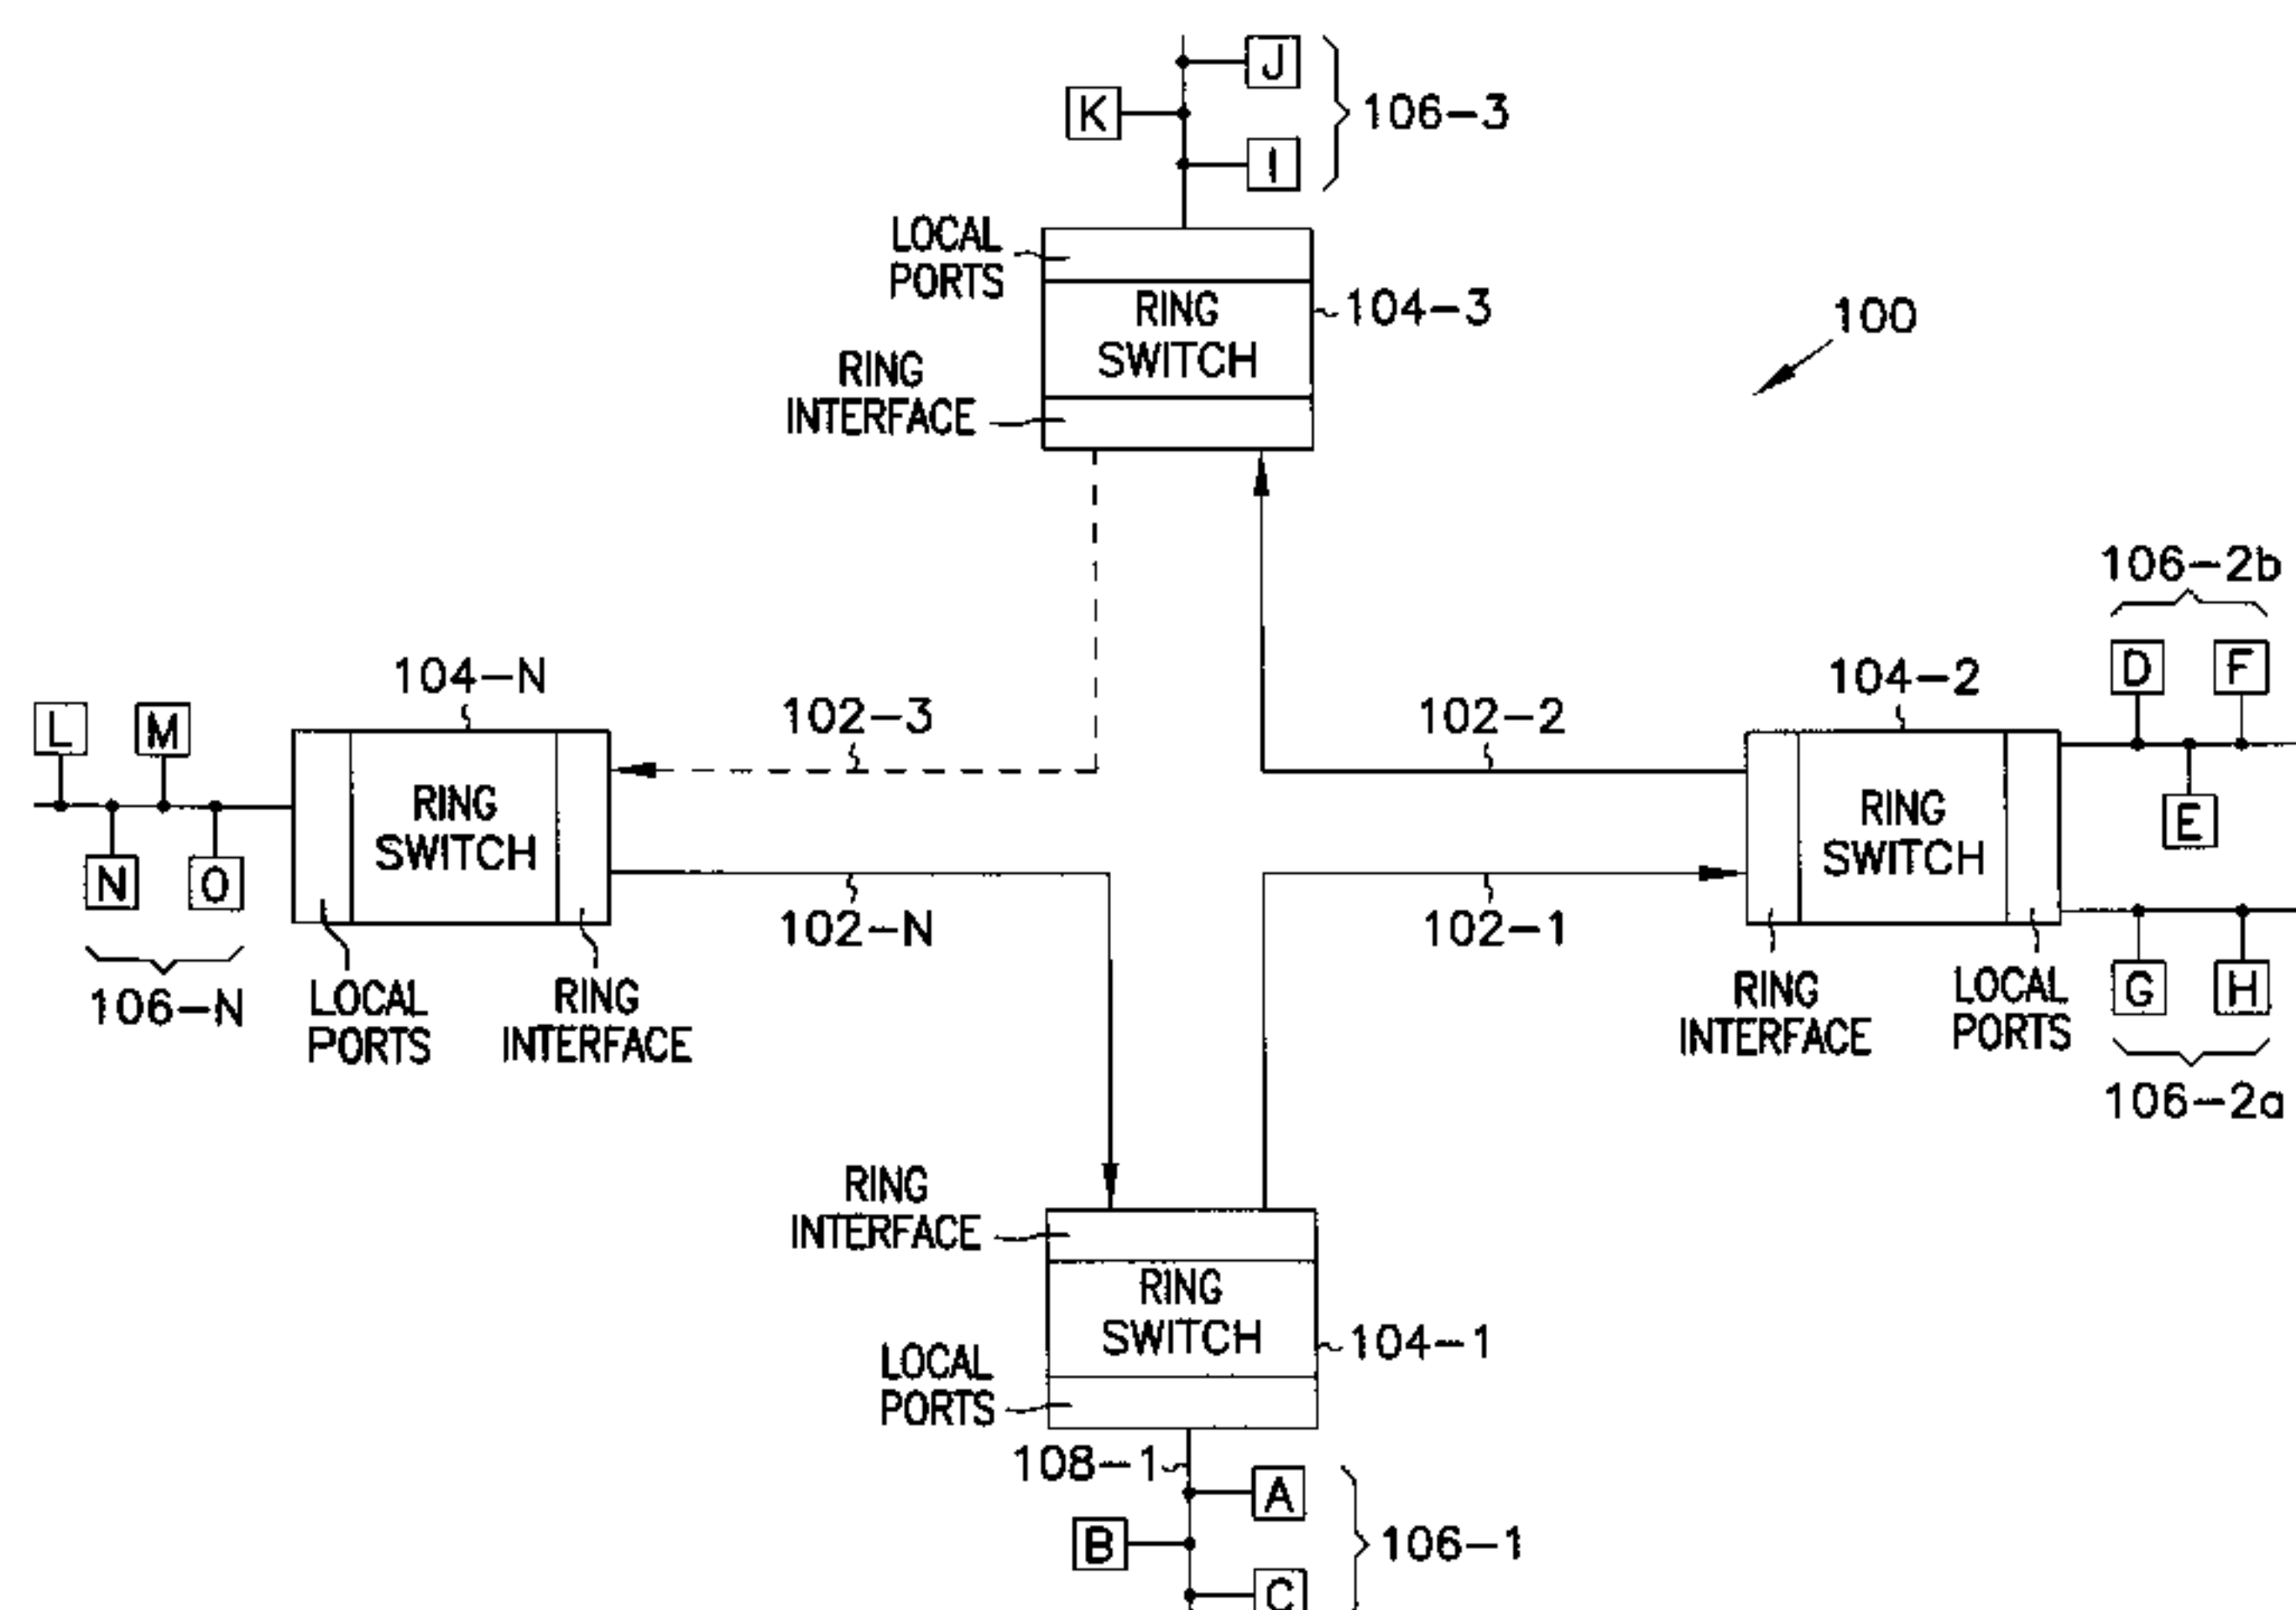 J
K
106-3
I
LOCAL
PORTS
RING
SWITCH
104-3
100
RING
INTERFACE
106-2b
104-N
104-2
D
F
L
M
102-3
102-2
RING
SWITCH
RING
SWITCH
E
N
O
102-N
102-1
106-N
LOCAL
PORTS
RING
INTERFACE
RING
INTERFACE
LOCAL
PORTS
G
H
106-2a
RING
INTERFACE
RING
SWITCH
104-1
LOCAL
PORTS
108-1
A
B
106-1
C